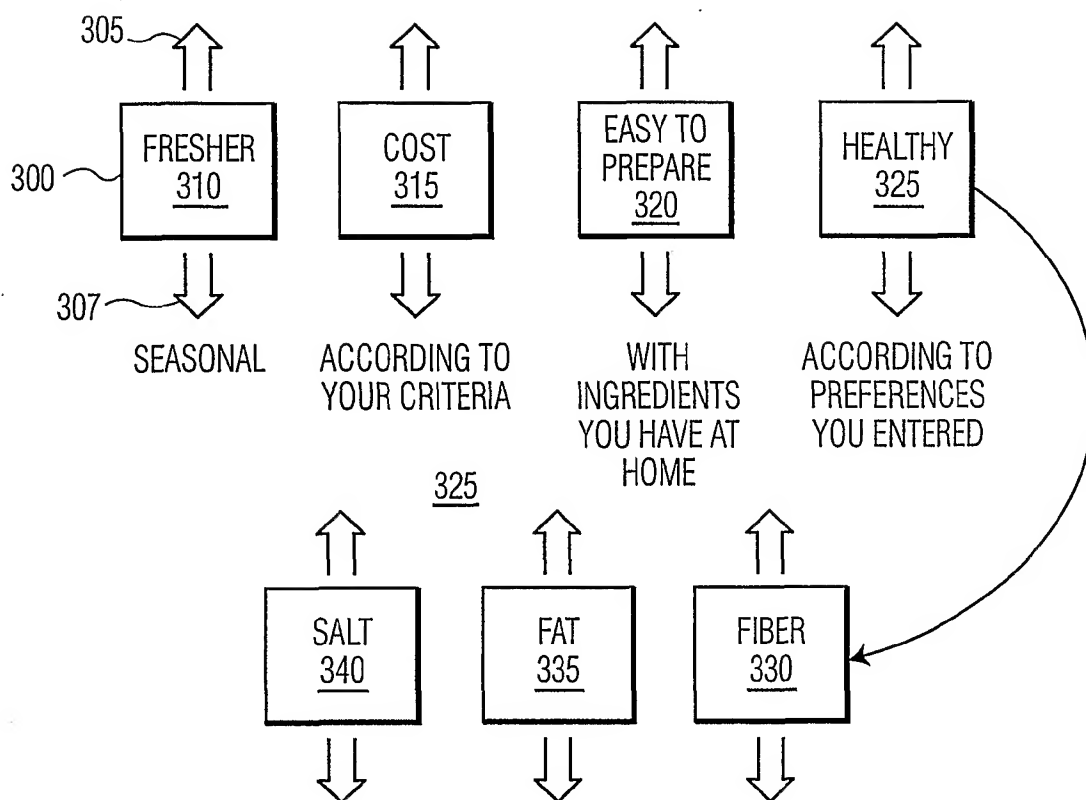 305
300
FRESHER
310
COST
315
EASY TO
PREPARE
320
HEALTHY
325
307
SEASONAL
ACCORDING TO
YOUR CRITERIA
WITH
INGREDIENTS
YOU HAVE AT
HOME
ACCORDING TO
PREFERENCES
YOU ENTERED
325
SALT
340
FAT
335
FIBER
330